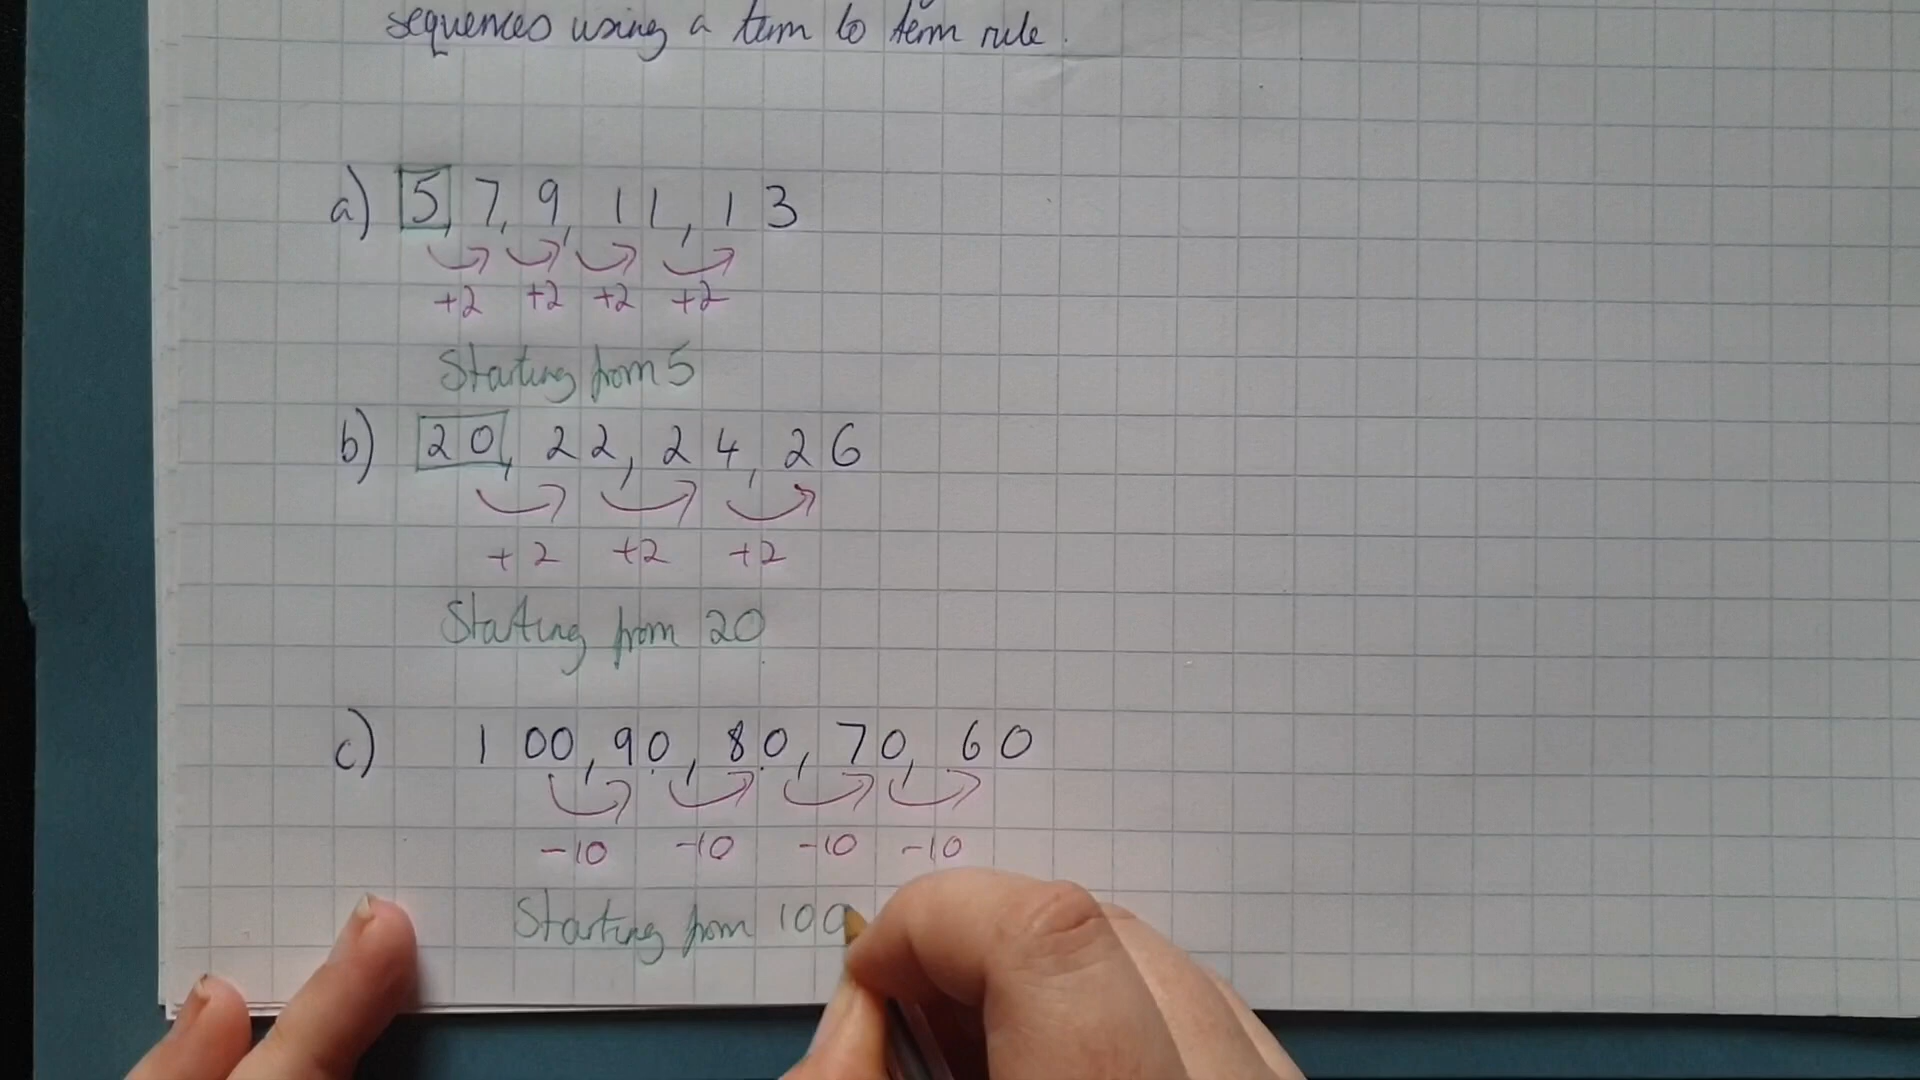 sequences using a term to term rule.
a) 5, 7, 9, 11, 13
+2 +2 +2 +2
Starting from 5
b) 20, 22, 24, 26
+2 +2 +2
Starting from 20
c) 100, 90, 80, 70, 60
-10 -10 -10 -10
Starting from 100